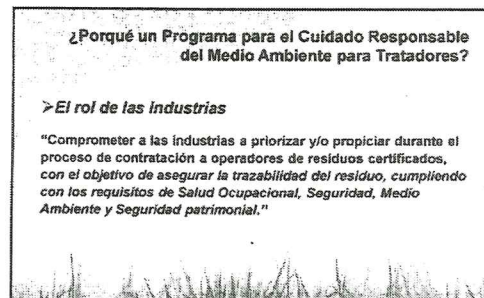 ¿Porqué un Programa para el Cuidado Responsable
del Medio Ambiente para Tratadores?
➢El rol de las industrias
"Comprometer a las industrias a priorizar y/o propiciar durante el
proceso de contratación a operadores de residuos certificados,
con el objetivo de asegurar la trazabilidad del residuo, cumpliendo
con los requisitos de Salud Ocupacional, Seguridad, Medio
Ambiente y Seguridad patrimonial."